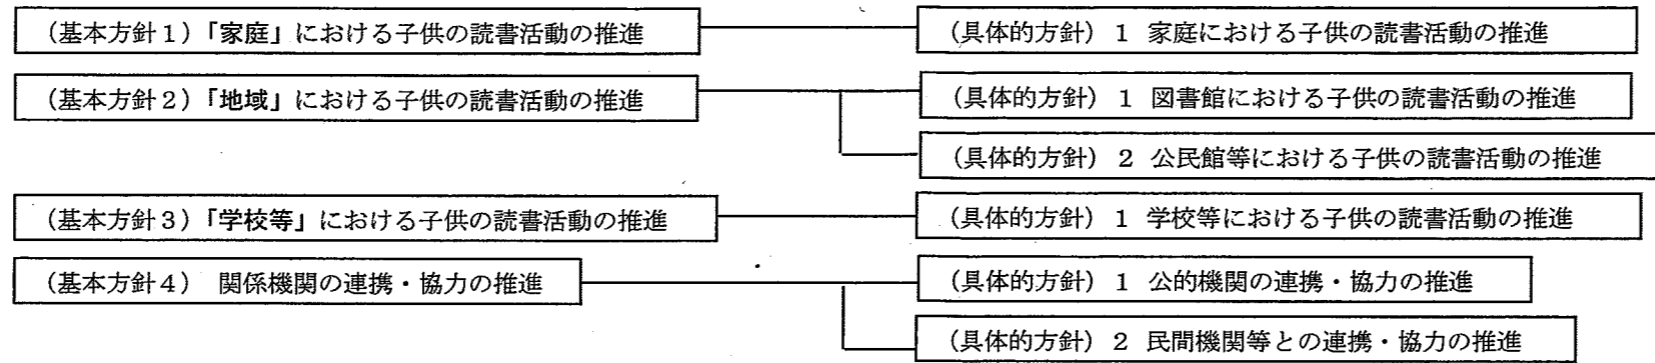 (基本方針1)「家庭」における子供の読書活動の推進
(具体的方針) 1 家庭における子供の読書活動の推進
(基本方針2)「地域」における子供の読書活動の推進
(具体的方針) 1 図書館における子供の読書活動の推進
(具体的方針) 2 公民館等における子供の読書活動の推進
(基本方針3)「学校等」における子供の読書活動の推進
(具体的方針) 1 学校等における子供の読書活動の推進
(基本方針4) 関係機関の連携・協力の推進
(具体的方針) 1 公的機関の連携・協力の推進
(具体的方針) 2 民間機関等との連携・協力の推進